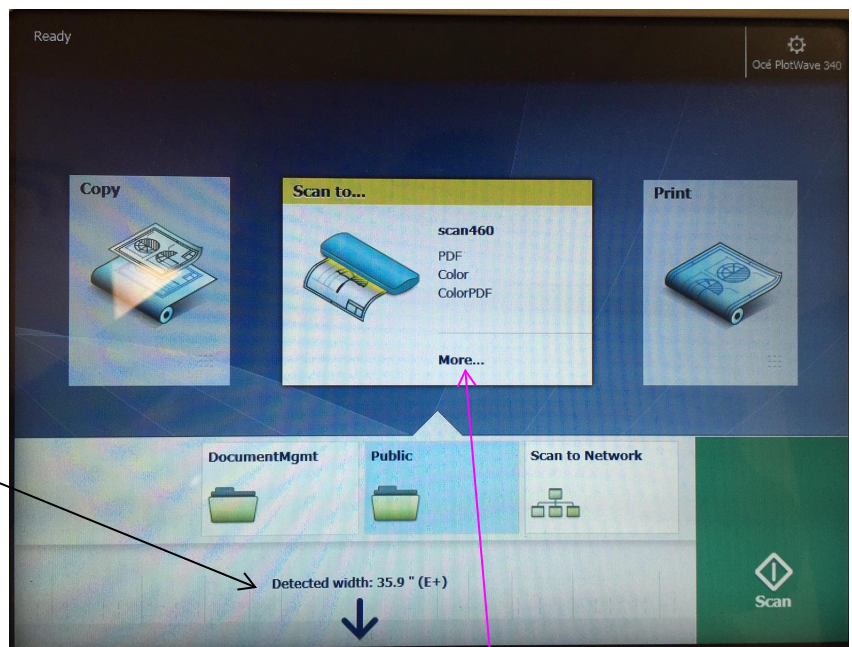 Ready
Océ PlotWave 340
Copy
Scan to...
Print
scan460
PDF
Color
ColorPDF
More...
DocumentMgmt
Public
Scan to Network
Detected width: 35.9 " (E+)
Scan